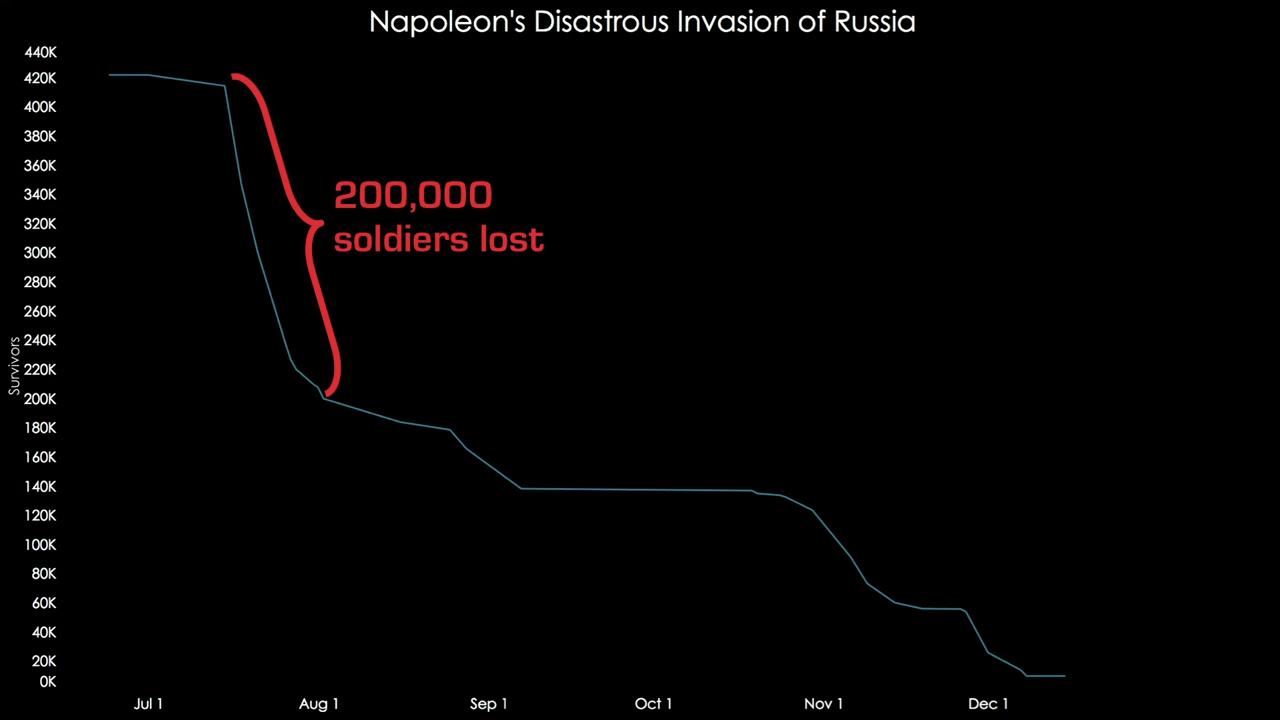 Napoleon's Disastrous Invasion of Russia
440K
420K
400K
380K
360K
340K
320K
300K
280K
260K
240K
220K
200K
180K
160K
140K
120K
100K
80K
60K
40K
20K
0K
Survivors
200,000
soldiers lost
Jul 1
Aug 1
Sep 1
Oct 1
Nov 1
Dec 1